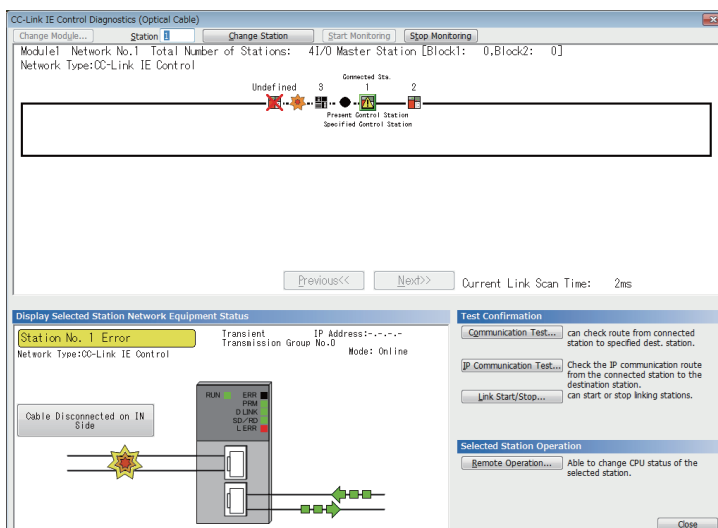 CC-Link IE Control Diagnostics (Optical Cable)
Change Module... Station 1 Change Station Start Monitoring Stop Monitoring
Module1 Network No.1 Total Number of Stations: 4I/O Master Station [Block1: 0,Block2: 0]
Network Type:CC-Link IE Control
Connected Sta.
Undefined 3 1 2
Present Control Station
Specified Control Station
Previous<< Next>> Current Link Scan Time: 2ms
Display Selected Station Network Equipment Status
Station No. 1 Error
Transient IP Address:-.-.-.-
Transmission Group No.0
Network Type:CC-Link IE Control
Mode: Online
RUN ERR
PRM
D LINK
SD/RD
L ERR
Cable Disconnected on IN
Side
Test Confirmation
Communication Test... can check route from connected
station to specified dest. station.
IP Communication Test... Check the IP communication route
from the connected station to the
destination station.
Link Start/Stop... can start or stop linking stations.
Selected Station Operation
Remote Operation... Able to change CPU status of the
selected station.
Close